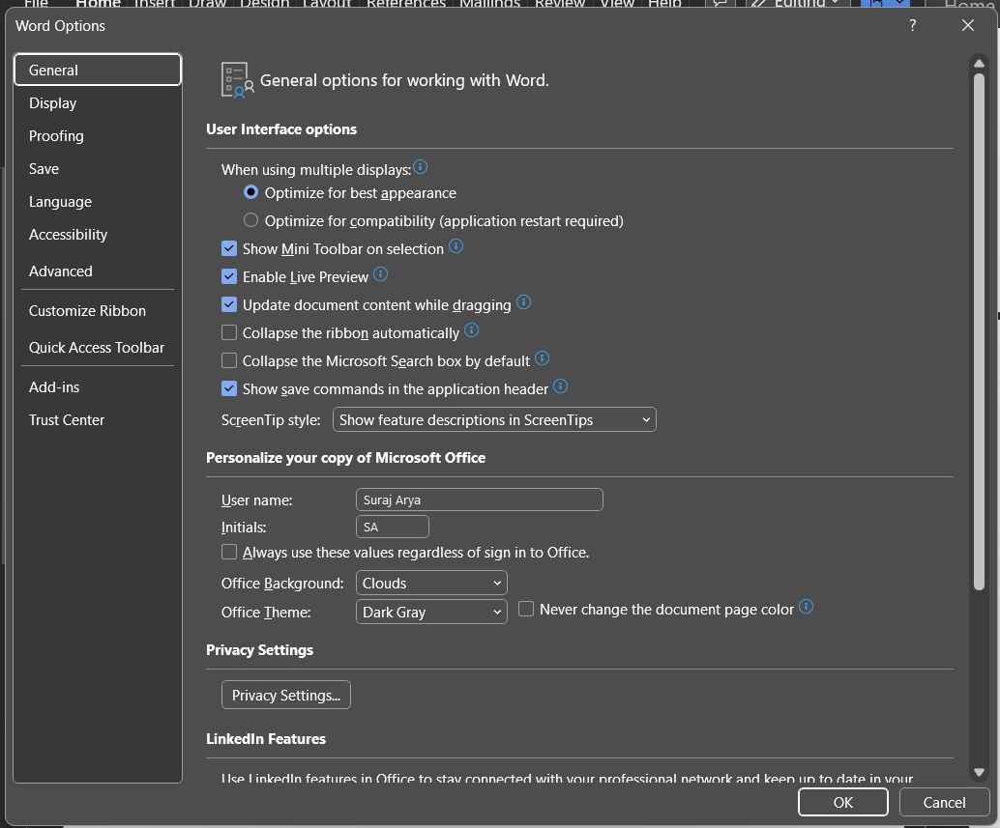 File Home Insert Draw Design Layout References Mailings Review View Help Editing Home
Word Options ?
General
Display
Proofing
Save
Language
Accessibility
Advanced
Customize Ribbon
Quick Access Toolbar
Add-ins
Trust Center
General options for working with Word.
User Interface options
When using multiple displays:
Optimize for best appearance
Optimize for compatibility (application restart required)
Show Mini Toolbar on selection
Enable Live Preview
Update document content while dragging
Collapse the ribbon automatically
Collapse the Microsoft Search box by default
Show save commands in the application header
ScreenTip style: Show feature descriptions in ScreenTips
Personalize your copy of Microsoft Office
User name: Suraj Arya
Initials: SA
Always use these values regardless of sign in to Office.
Office Background: Clouds
Office Theme: Dark Gray Never change the document page color
Privacy Settings
Privacy Settings...
LinkedIn Features
Use LinkedIn features in Office to stay connected with your professional network and keep up to date in your
OK Cancel